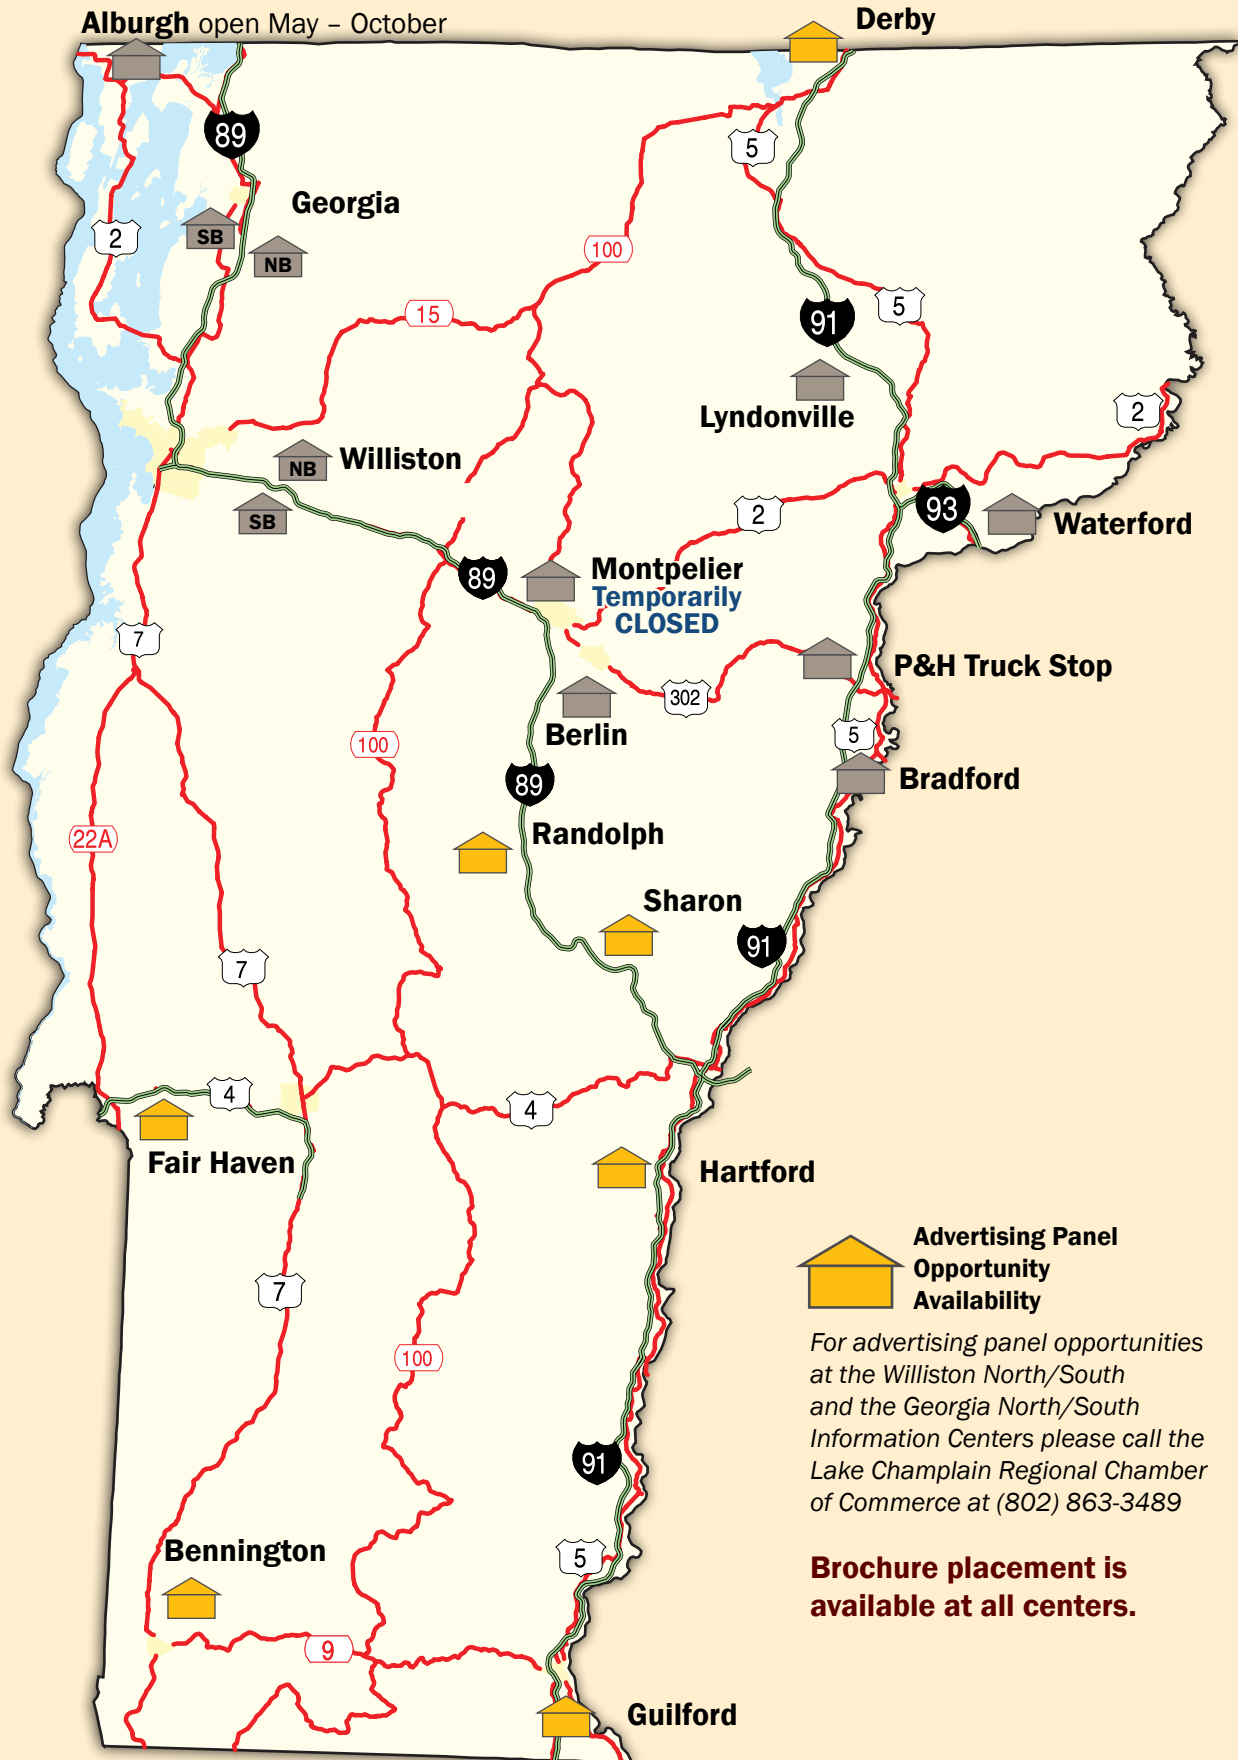 Alburgh open May – October
Derby
89
5
Georgia
2
SB
NB
100
15
91
5
Lyndonville
2
NB
Williston
SB
2
93
Waterford
89
Montpelier
Temporarily
CLOSED
7
P&H Truck Stop
302
Berlin
5
100
89
Bradford
22A
Randolph
Sharon
91
7
4
4
Fair Haven
Hartford
Advertising Panel
Opportunity
Availability
7
For advertising panel opportunities
at the Williston North/South
and the Georgia North/South
Information Centers please call the
Lake Champlain Regional Chamber
of Commerce at (802) 863-3489
100
91
Bennington
5
Brochure placement is
available at all centers.
9
Guilford